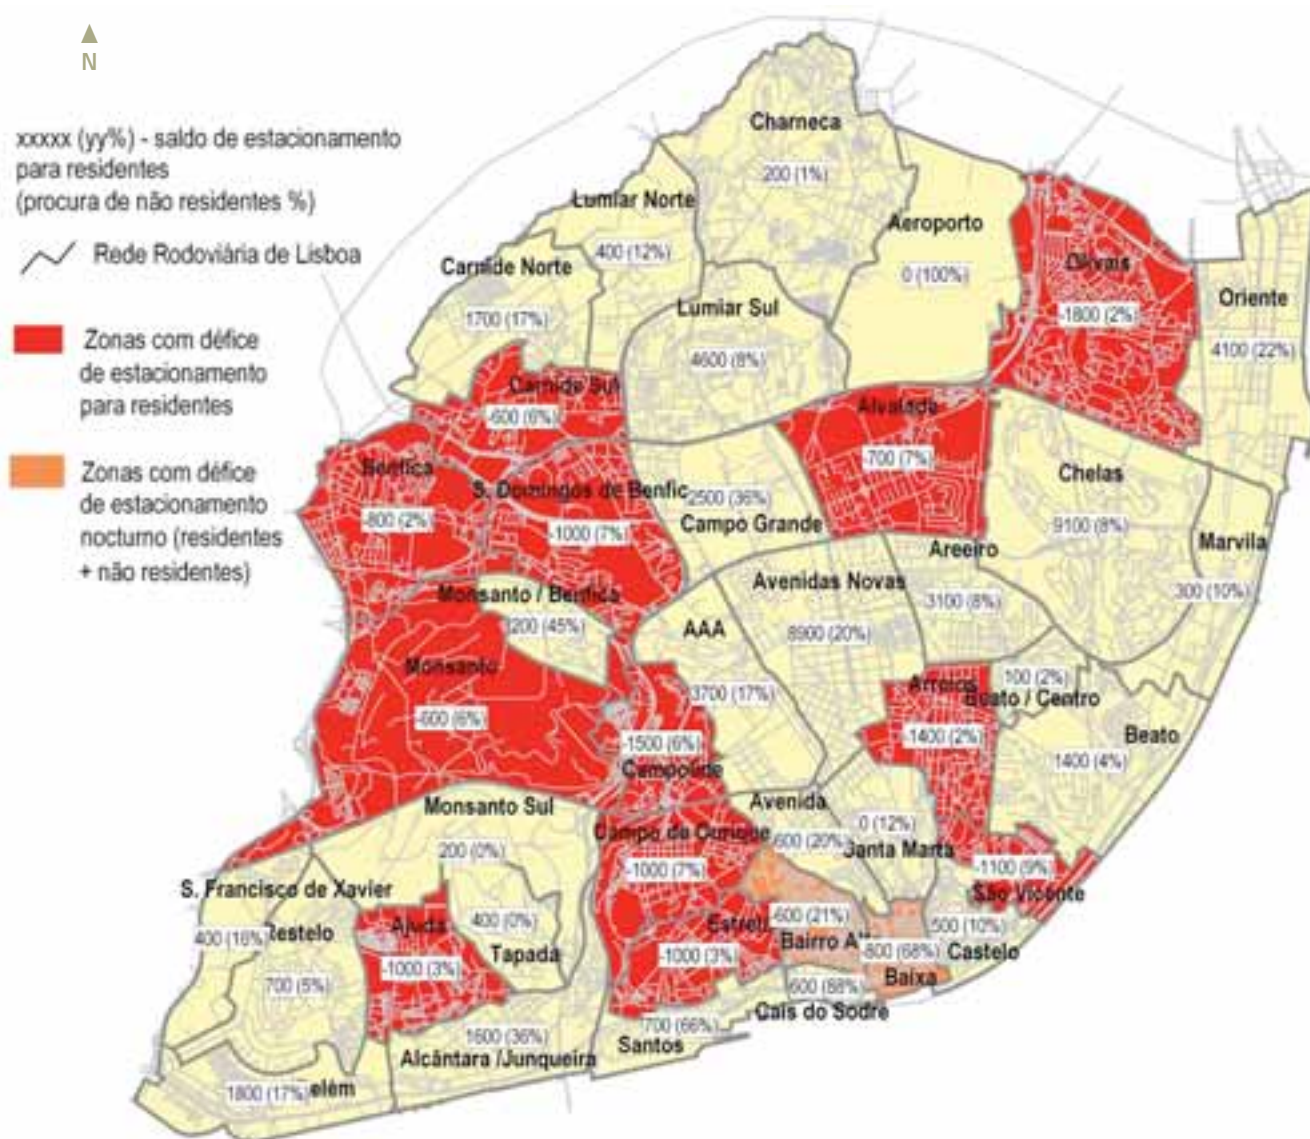 N
xxxxx (yy%) - saldo de estacionamento
para residentes
(procura de não residentes %)
Rede Rodoviária de Lisboa
Zonas com défice
de estacionamento
para residentes
Zonas com défice
de estacionamento
nocturno (residentes
+ não residentes)
Charneca
200 (1%)
Lumiar Norte
400 (12%)
Aeroporto
0 (100%)
Carnide Norte
1700 (17%)
Olivais
-1800 (2%)
Oriente
4100 (22%)
Lumiar Sul
4600 (8%)
Carnide Sul
-600 (6%)
Alvalade
-700 (7%)
Benfica
-800 (2%)
S. Domingos de Benfic
-1000 (7%)
2500 (36%)
Campo Grande
Chelas
9100 (8%)
Marvila
300 (10%)
Areeiro
3100 (8%)
Avenidas Novas
8900 (20%)
Monsanto / Benfica
200 (45%)
AAA
3700 (17%)
Monsanto
-600 (6%)
-1500 (6%)
Campolide
Arroios
-1400 (2%)
100 (2%)
Beato / Centro
Beato
1400 (4%)
Monsanto Sul
200 (0%)
Avenida
600 (20%)
0 (12%)
Santa Marta
Campo de Ourique
-1000 (7%)
-1100 (9%)
São Vicente
S. Francisco de Xavier
400 (16%)
Restelo
700 (5%)
Ajuda
-1000 (3%)
400 (0%)
Tapada
Estrel
-1000 (3%)
-600 (21%)
Bairro A
-800 (68%)
Baixa
500 (10%)
Castelo
600 (88%)
Cais do Sodré
700 (66%)
Santos
1600 (36%)
Alcântara /Junqueira
1800 (17%)
elém